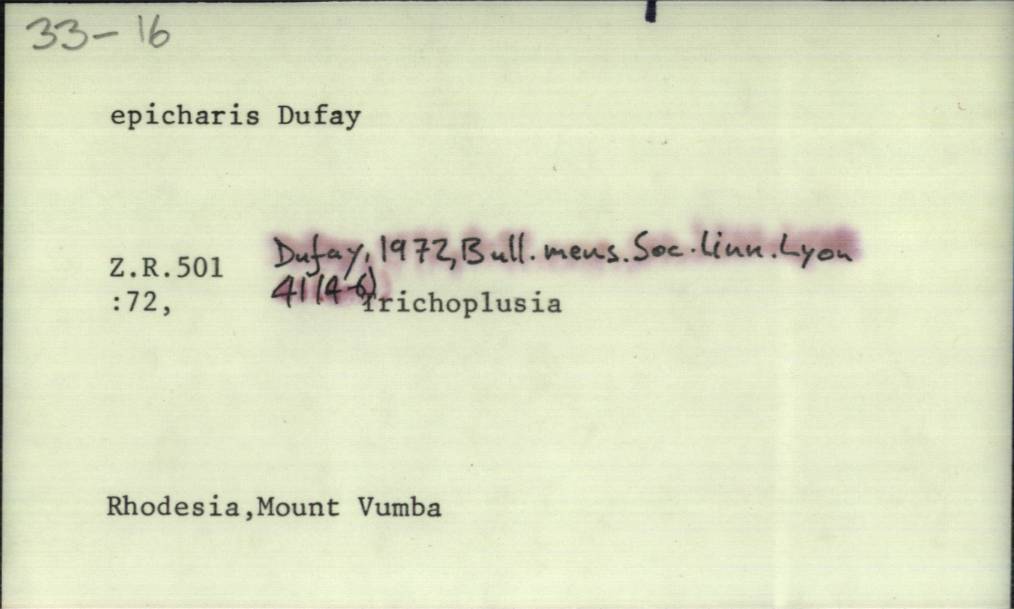 33-16
epicharis Dufay
Dufay, 1972, Bull. mens. Soc. linn. Lyon
Z.R.501
41 (4-6)
:72, Trichoplusia
Rhodesia,Mount Vumba